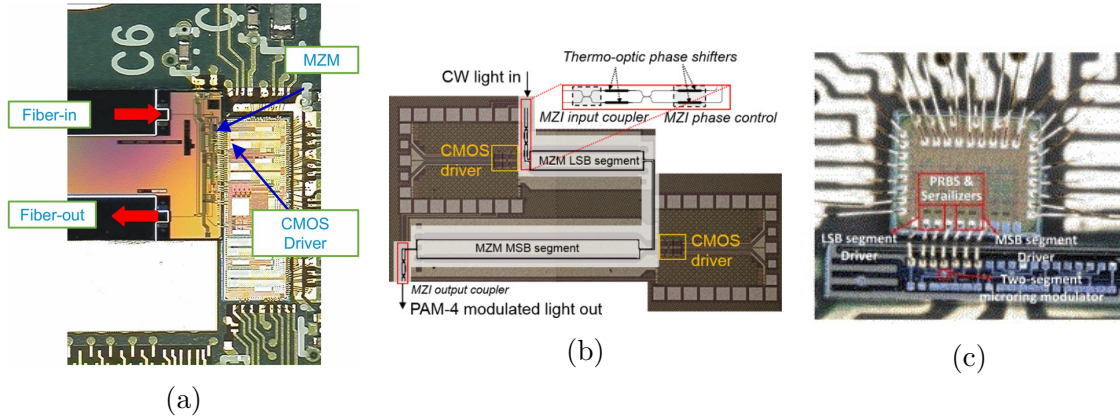 C6
C
MZM
Fiber-in
Fiber-out
CMOS
Driver
(a)
Thermo-optic phase shifters
CW light in
MZI input coupler
MZI phase control
CMOS
driver
MZM LSB segment
MZM MSB segment
CMOS
driver
MZI output coupler
PAM-4 modulated light out
(b)
PRBS &
Serailizers
LSB segment
Driver
MSB segment
Driver
Two-segment
microring modulator
(c)